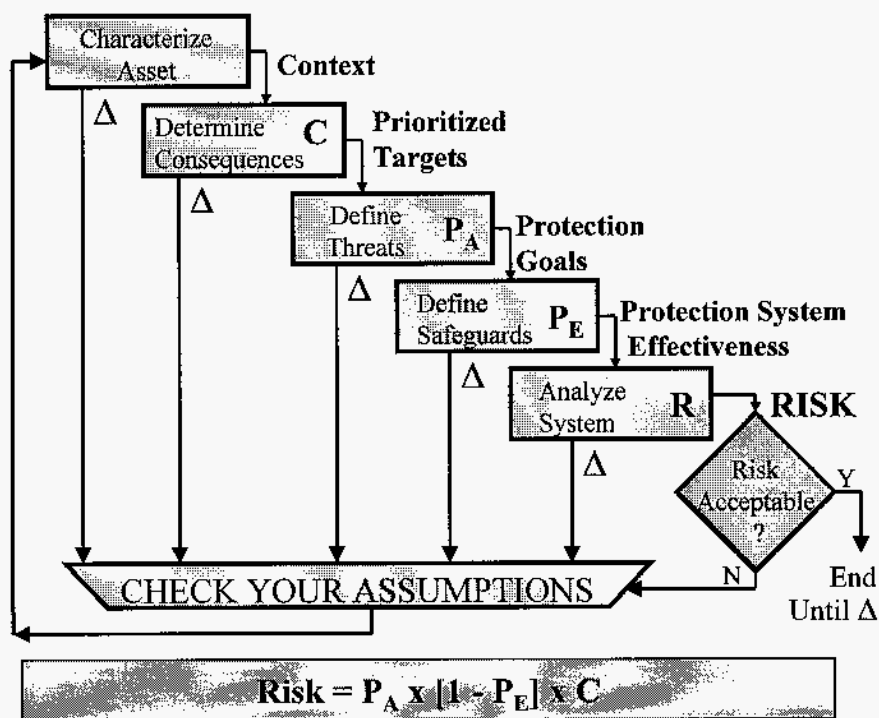 Characterize
Asset
Context
Δ
Determine
Consequences
C
Prioritized
Targets
Δ
Define
Threats
P_A
Protection
Goals
Δ
Define
Safeguards
P_E
Protection System
Effectiveness
Δ
Analyze
System
R
RISK
Δ
Risk
Acceptable
?
Y
N
End
Until Δ
CHECK YOUR ASSUMPTIONS
Risk = P_A x [1 - P_E] x C